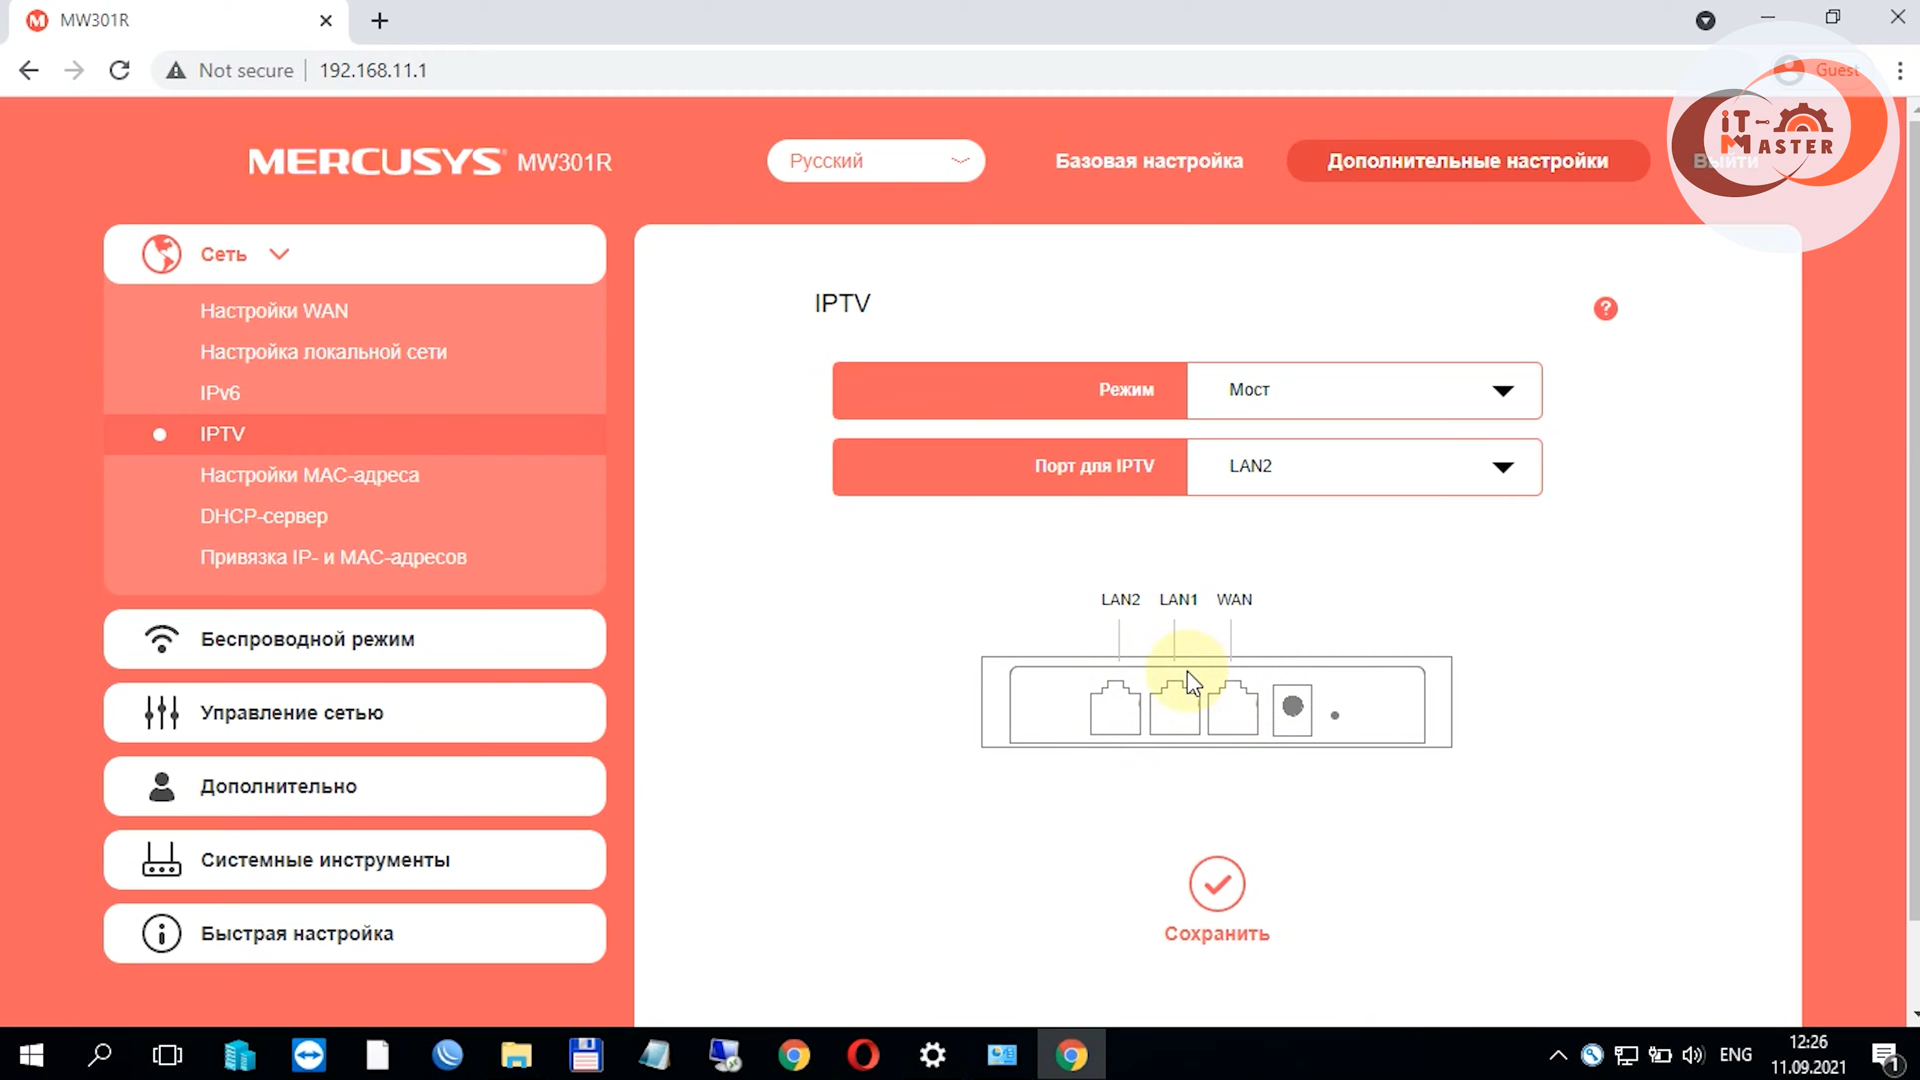 MW301R
Not secure
192.168.11.1
Guest
iT-
MASTER
MERCUSYS MW301R
Русский
Базовая настройка
Дополнительные настройки
Выйти
Сеть
Настройки WAN
Настройка локальной сети
IPv6
IPTV
Настройки MAC-адреса
DHCP-сервер
Привязка IP- и MAC-адресов
Беспроводной режим
Управление сетью
Дополнительно
Системные инструменты
Быстрая настройка
IPTV
?
Режим
Мост
Порт для IPTV
LAN2
LAN2 LAN1 WAN
Сохранить
ENG
12:26
11.09.2021
1